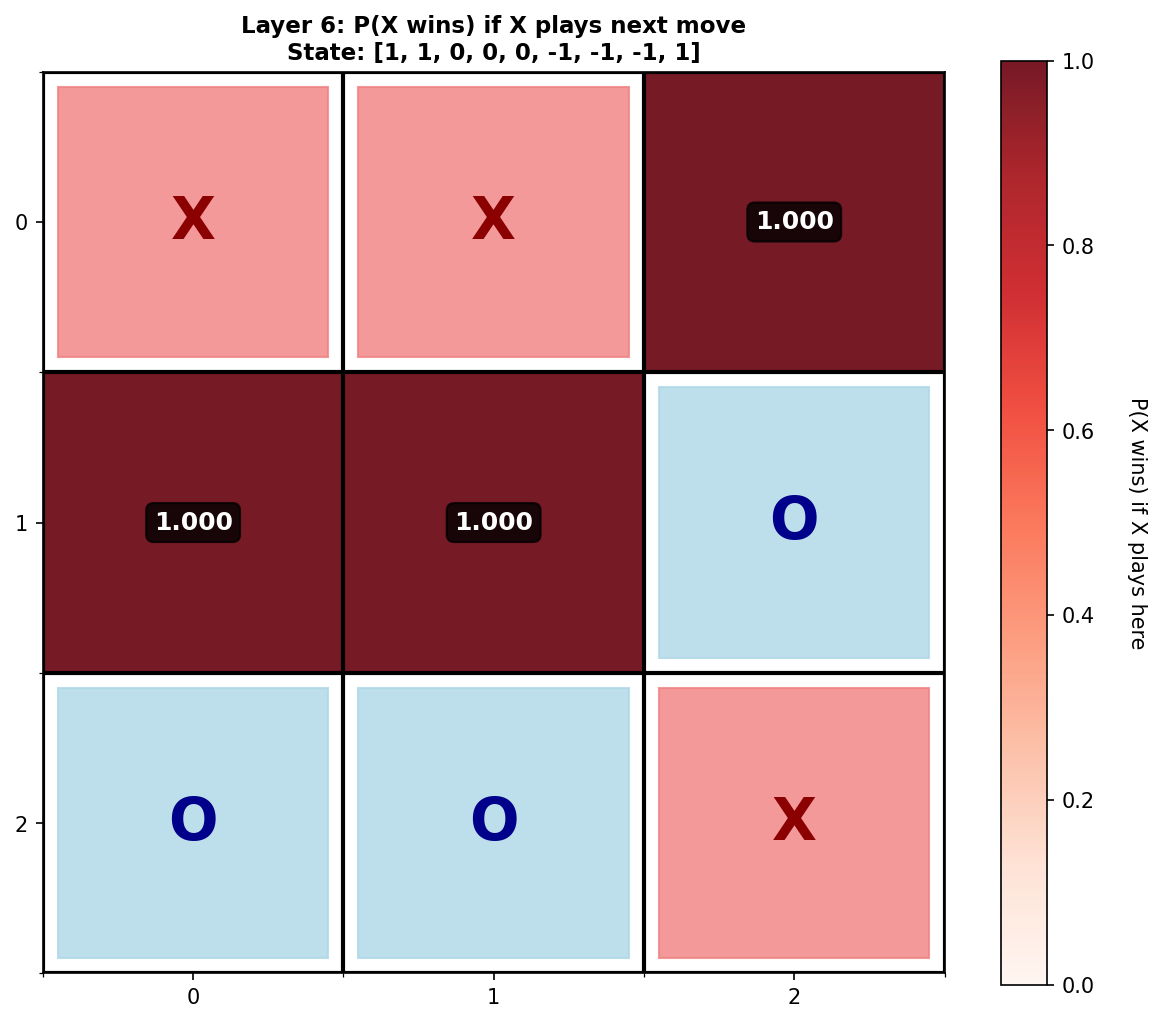 Layer 6: P(X wins) if X plays next move
State: [1, 1, 0, 0, 0, -1, -1, -1, 1]
X
X
1.000
1.000
1.000
O
O
O
X
0
1
2
0
1
2
1.0
0.8
0.6
0.4
0.2
0.0
P(X wins) if X plays here